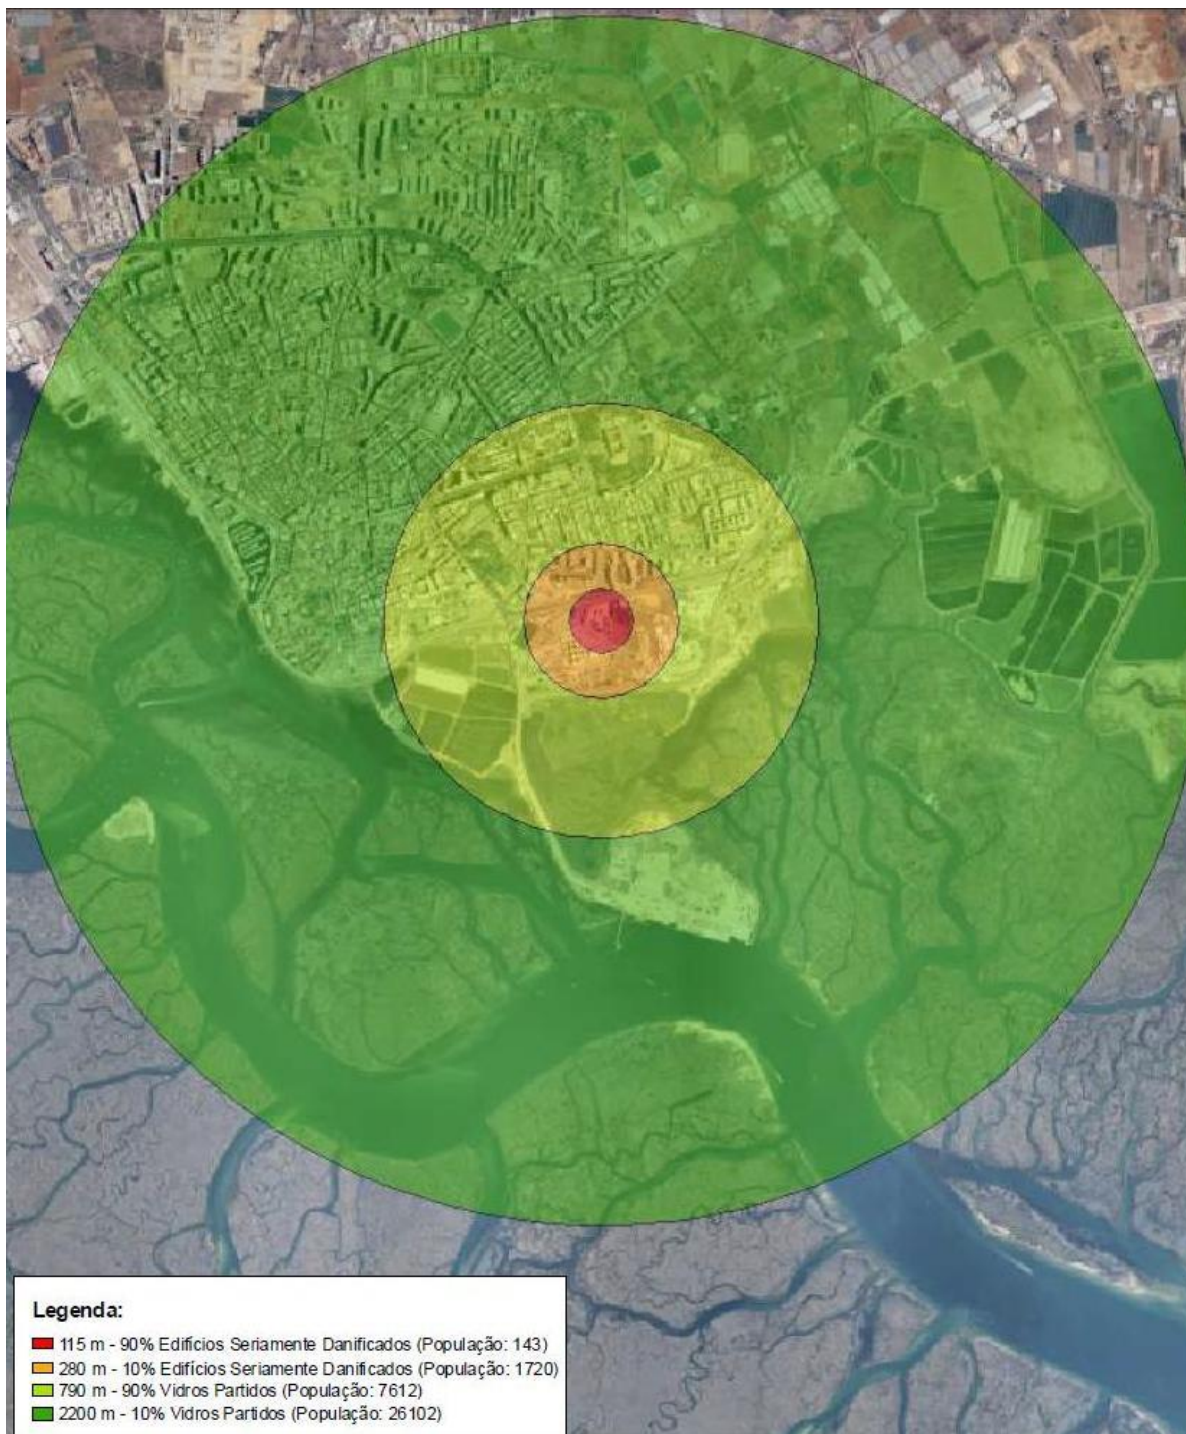 Legenda:
115 m - 90% Edifícios Seriamente Danificados (População: 143)
280 m - 10% Edifícios Seriamente Danificados (População: 1720)
790 m - 90% Vidros Partidos (População: 7612)
2200 m - 10% Vidros Partidos (População: 26102)